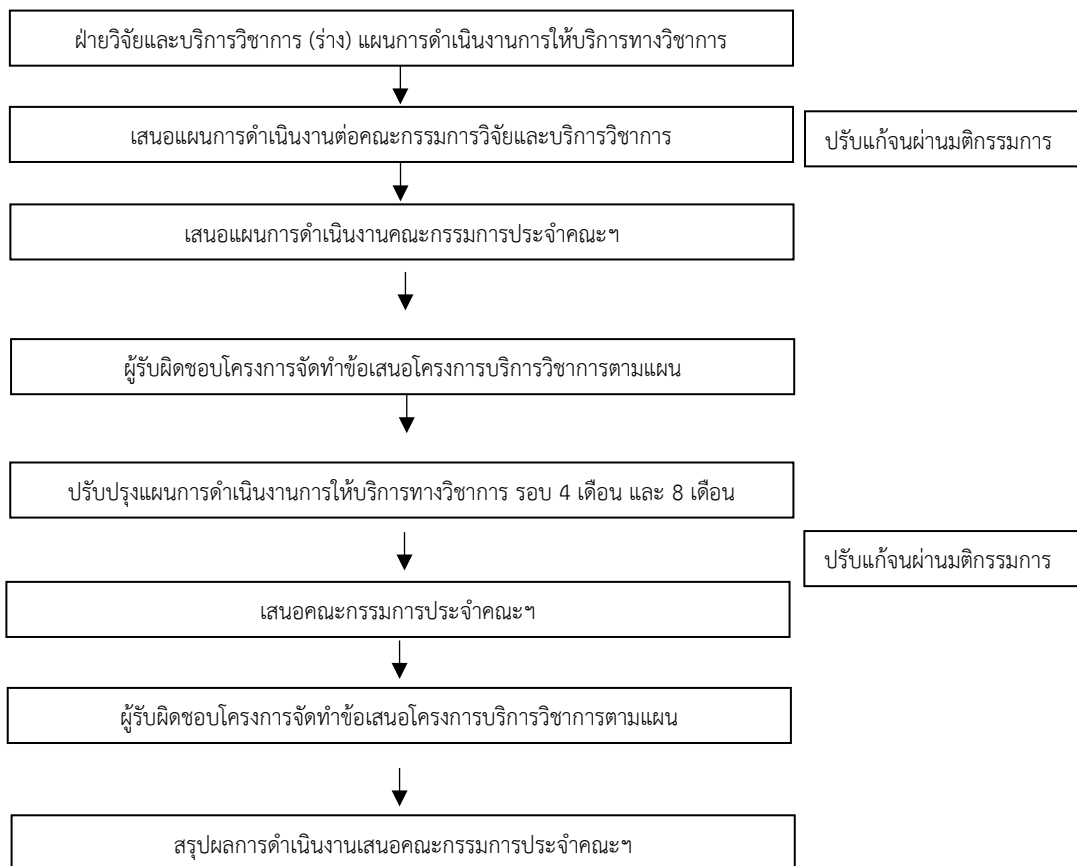 ฝ่ายวิจัยและบริการวิชาการ (ร่าง) แผนการดำเนินงานการให้บริการทางวิชาการ
เสนอแผนการดำเนินงานต่อคณะกรรมการวิจัยและบริการวิชาการ
ปรับแก้จนผ่านมติกรรมการ
เสนอแผนการดำเนินงานคณะกรรมการประจำคณะฯ
ผู้รับผิดชอบโครงการจัดทำข้อเสนอโครงการบริการวิชาการตามแผน
ปรับปรุงแผนการดำเนินงานการให้บริการทางวิชาการ รอบ 4 เดือน และ 8 เดือน
ปรับแก้จนผ่านมติกรรมการ
เสนอคณะกรรมการประจำคณะฯ
ผู้รับผิดชอบโครงการจัดทำข้อเสนอโครงการบริการวิชาการตามแผน
สรุปผลการดำเนินงานเสนอคณะกรรมการประจำคณะฯ